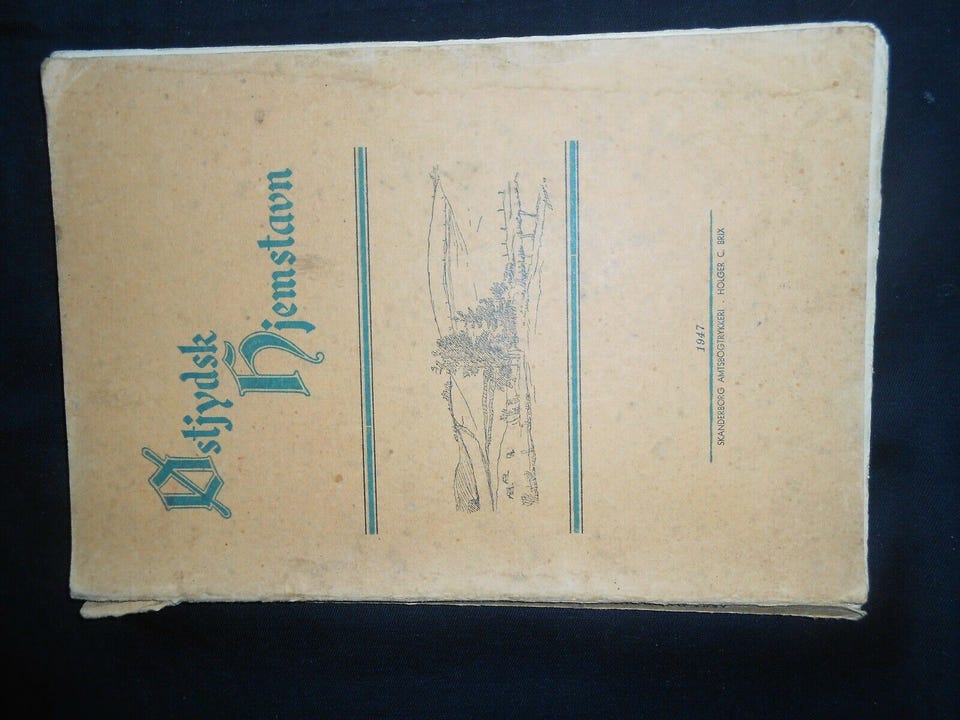 Østjydsk
Hjemstavn
1947
SKANDERBORG AMTSBOGTRYKKERI · HOLGER C. BRIX